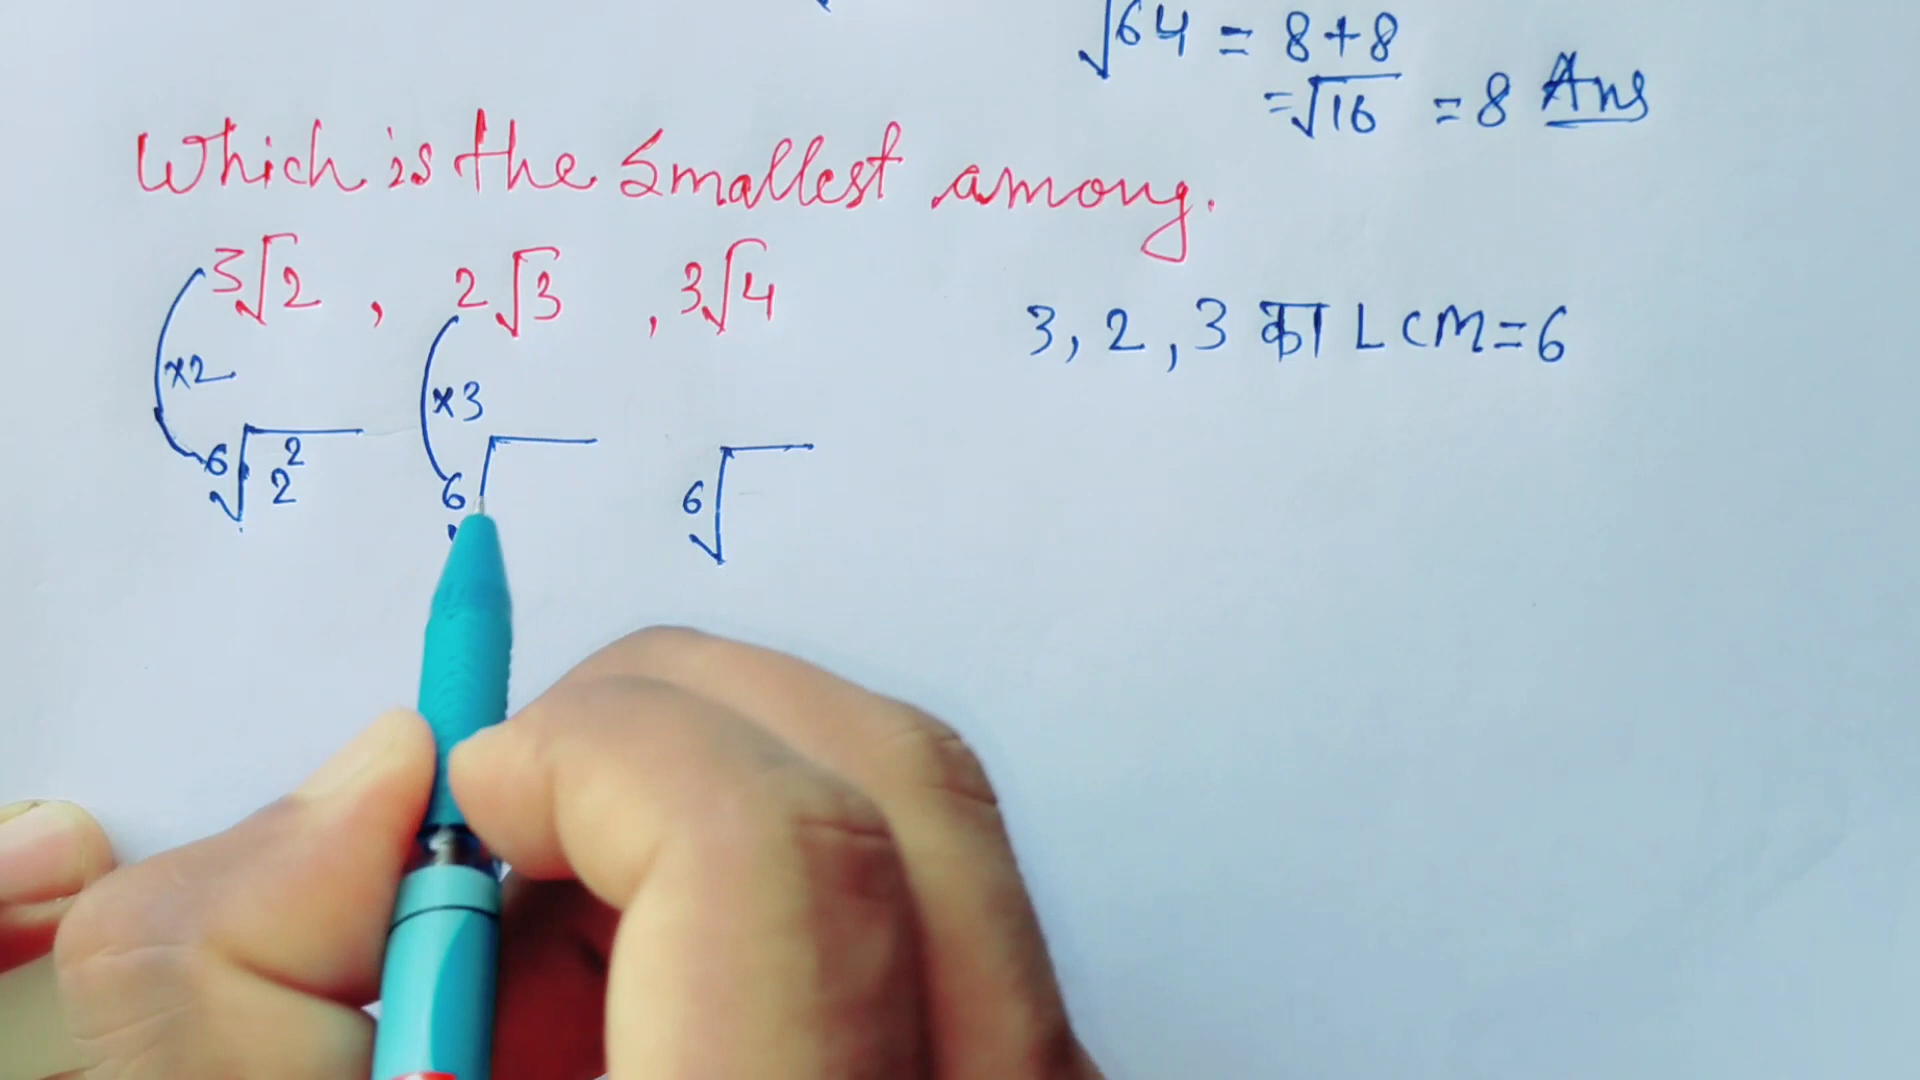 √64 = 8+8
=√16 = 8 Ans
Which is the Smallest among.
3√2 , 2√3 , 3√4
3, 2, 3 का LCM=6
×2 ×3
6√2² 6√ 6√